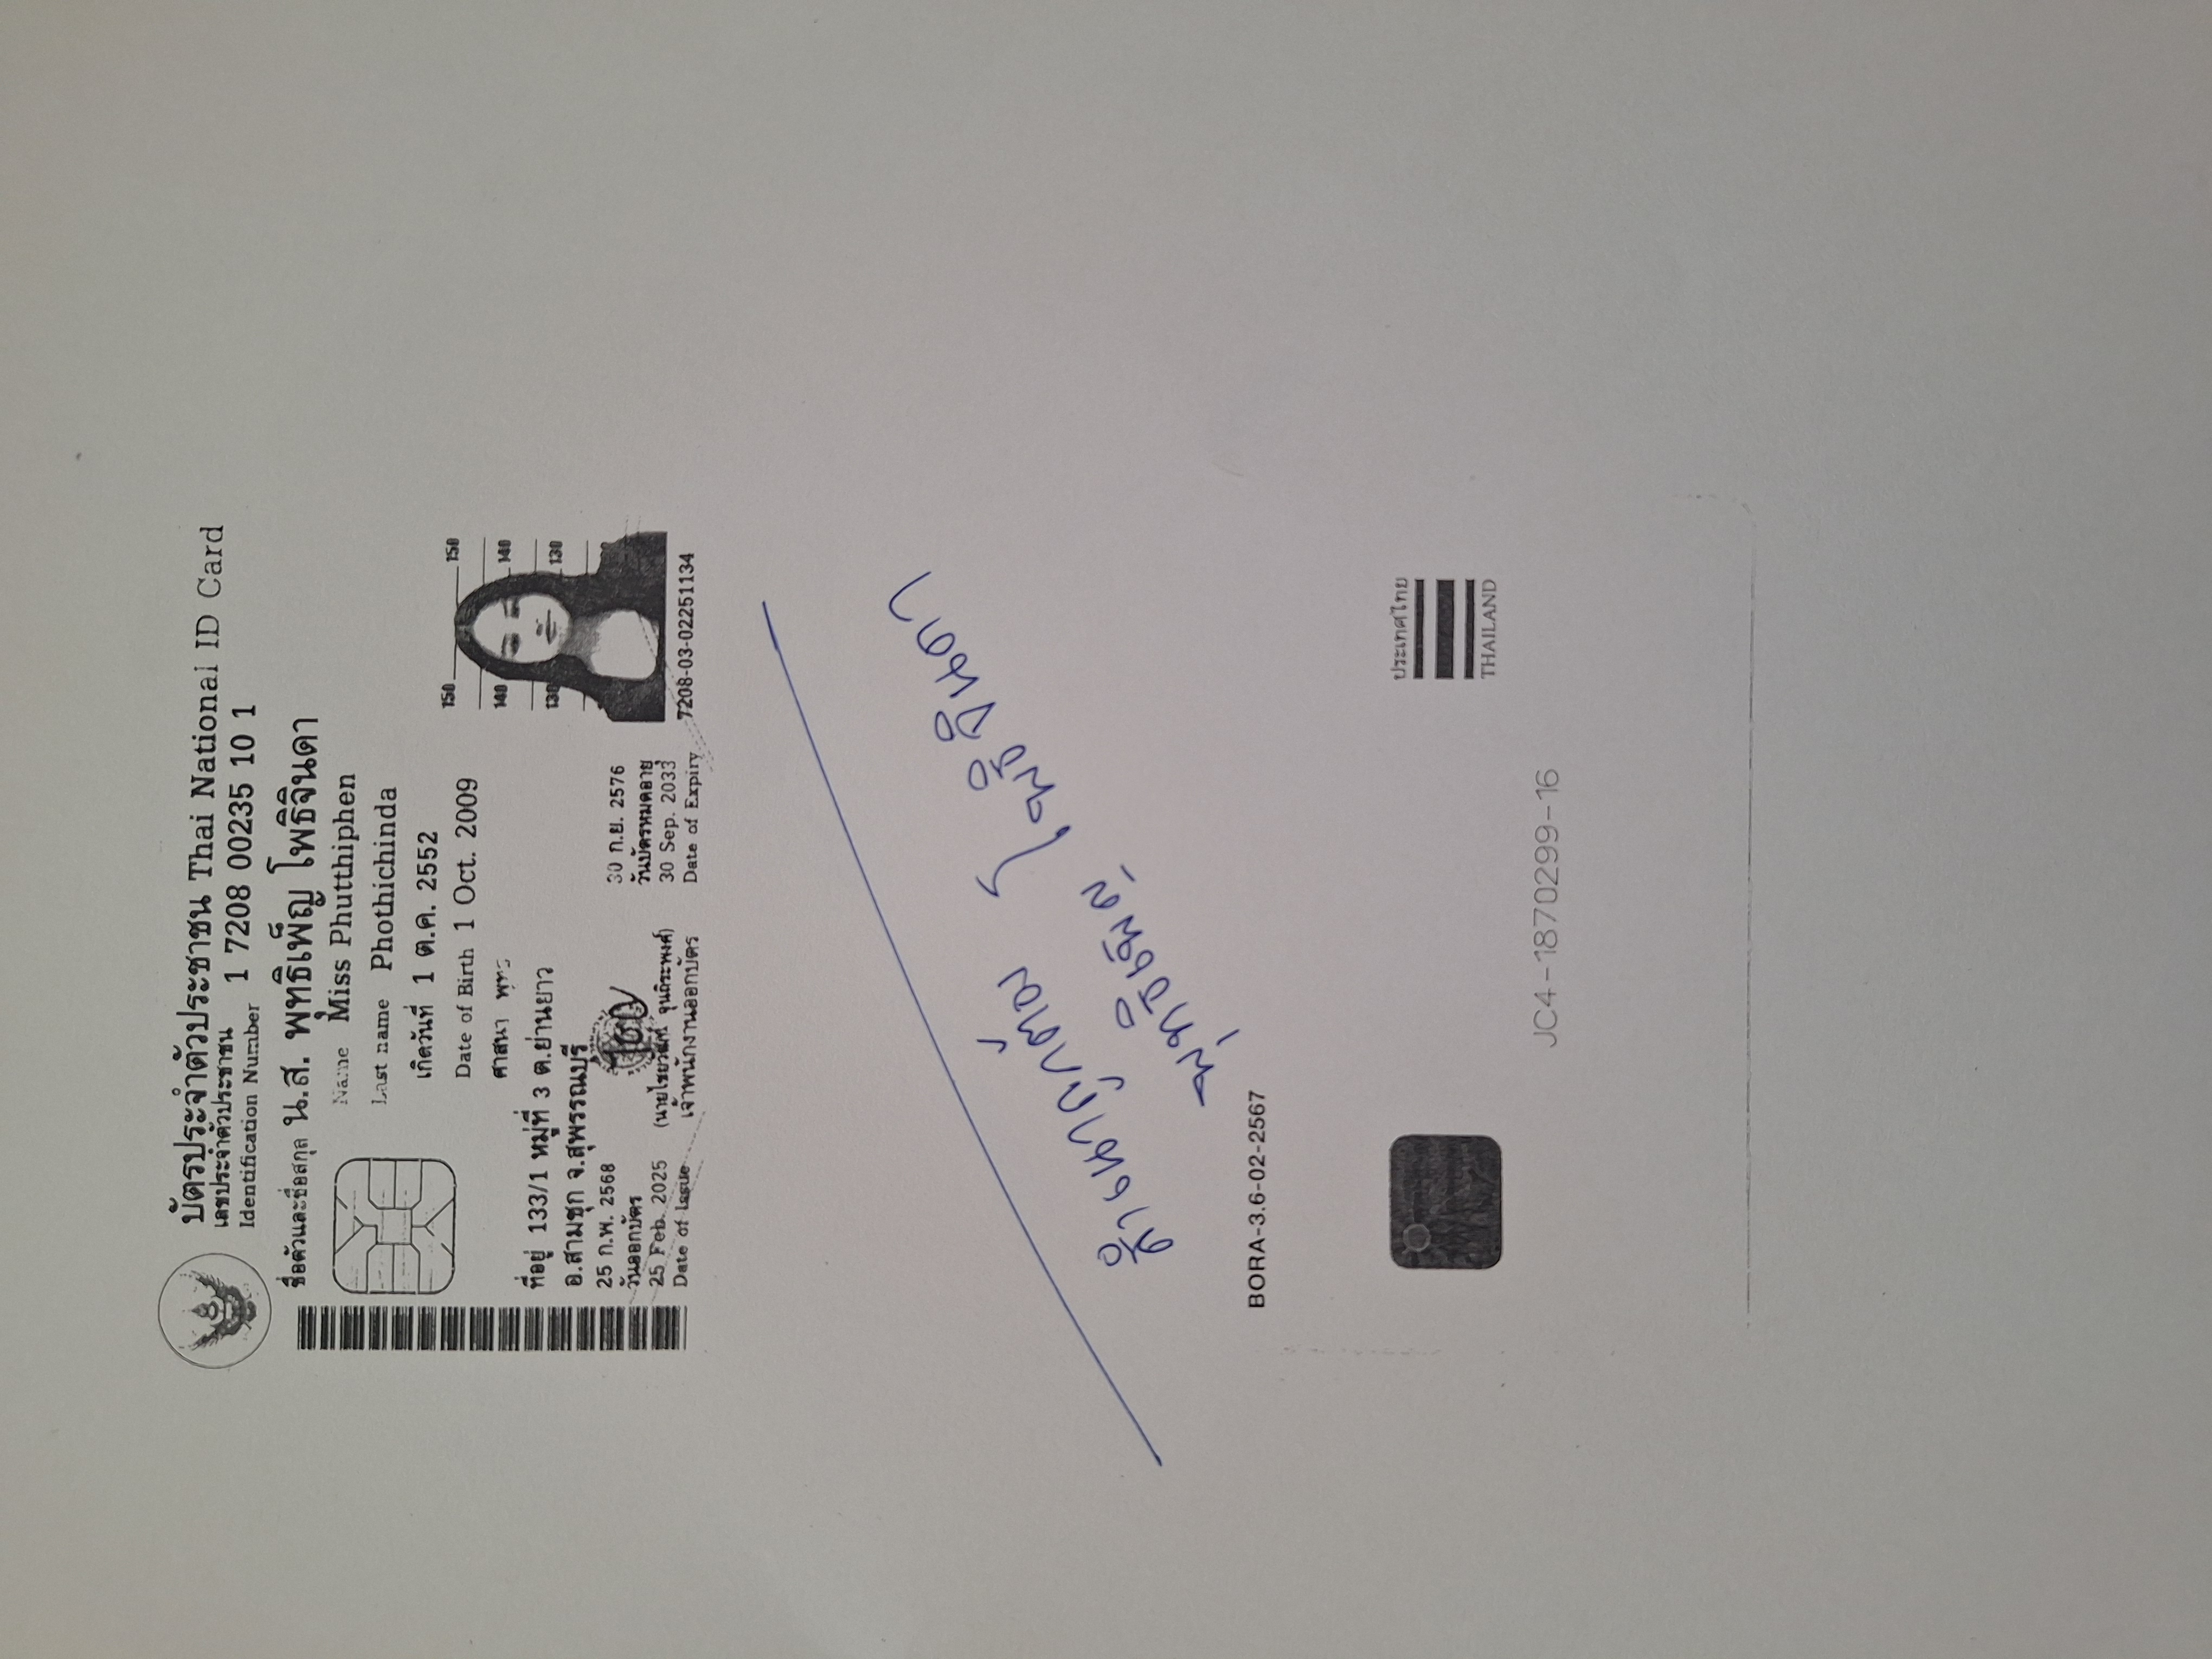 บัตรประจำตัวประชาชน Thai National ID Card
เลขประจำตัวประชาชน
Identification Number 1 7208 00235 10 1
ชื่อตัวและชื่อสกุล น.ส. พุทธิเพ็ญ โพธิจินดา
Name Miss Phutthiphen
Last name Phothichinda
เกิดวันที่ 1 ต.ค. 2552
Date of Birth 1 Oct. 2009
ศาสนา พุทธ
ที่อยู่ 133/1 หมู่ที่ 3 ต.ย่านยาว
อ.สามชุก จ.สุพรรณบุรี
25 ก.พ. 2568
วันออกบัตร
25 Feb. 2025
Date of Issue
เจ้าพนักงานออกบัตร
30 ก.ย. 2576
วันบัตรหมดอายุ
30 Sep. 2033
Date of Expiry
150 150
140 140
130 130
7208-03-02251134
สำเนาถูกต้อง
พุทธิเพ็ญ โพธิจินดา
BORA-3.6-02-2567
ประเทศไทย
THAILAND
JC4-1870299-16